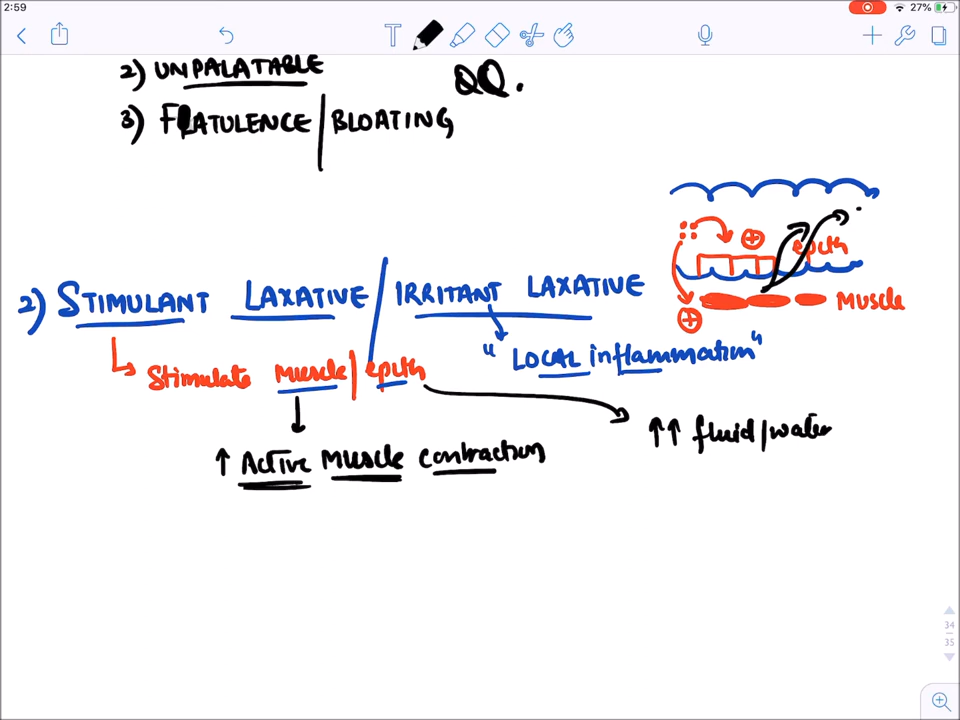 2:59
27%
T
2) UNPALATABLE
QQ.
3) FLATULENCE/BLOATING
epith
Muscle
2) STIMULANT LAXATIVE/IRRITANT LAXATIVE
"LOCAL inflammation"
Stimulate Muscle/epith
↑↑ fluid/water
↑ Active Muscle contraction
34
35